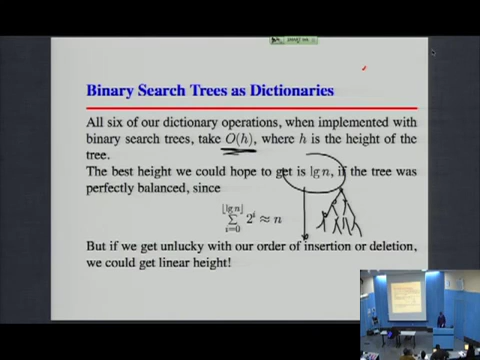 Binary Search Trees as Dictionaries
All six of our dictionary operations, when implemented with
binary search trees, take O(h), where h is the height of the
tree.
The best height we could hope to get is lg n, if the tree was
perfectly balanced, since
⌊lg n⌋
∑ 2^i ≈ n
i=0
But if we get unlucky with our order of insertion or deletion,
we could get linear height!